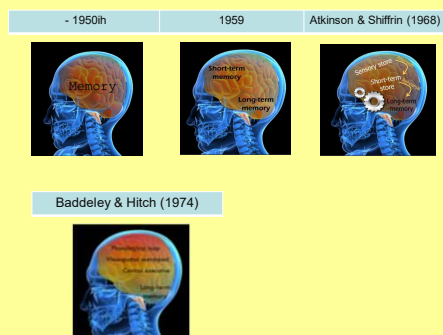 - 1950ih
1959
Atkinson & Shiffrin (1968)
Memory
Short-term
memory
Long-term
memory
Sensory store
Short-term
store
Long-term
memory
Baddeley & Hitch (1974)
Phonological loop
Visuospatial sketchpad
Central executive
Long-term
memory